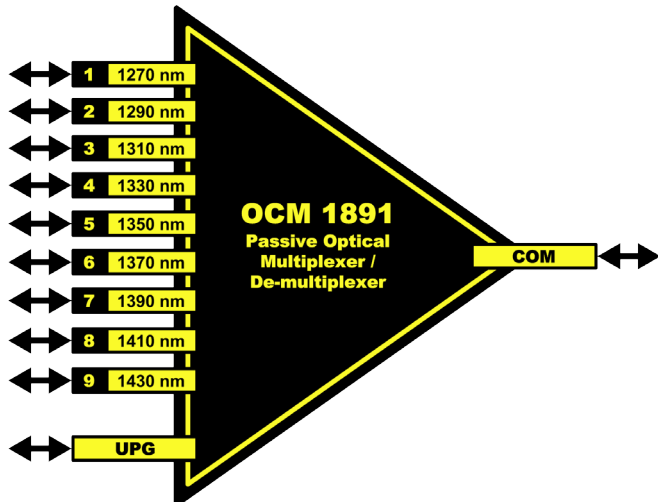 1 1270 nm
2 1290 nm
3 1310 nm
4 1330 nm
5 1350 nm
6 1370 nm
7 1390 nm
8 1410 nm
9 1430 nm
UPG
OCM 1891
Passive Optical
Multiplexer /
De-multiplexer
COM